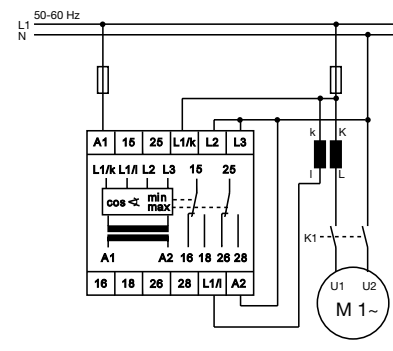 50-60 Hz
L1
N
A1 15 25 L1/k L2 L3
k K
L1/k L1/l L2 L3 15 25
l L
cos ∢ min max
K1
A1 A2 16 18 26 28
16 18 26 28 L1/l A2
U1 U2
M 1~